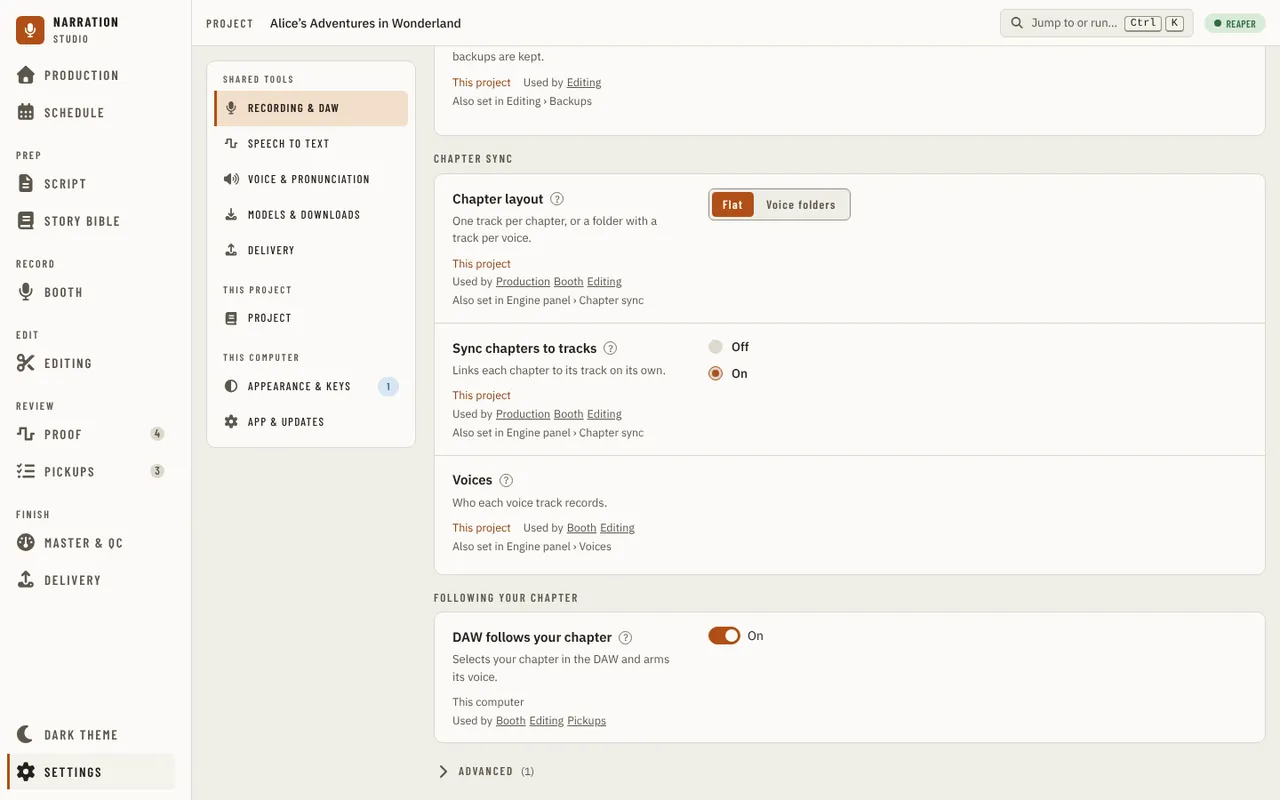 NARRATION
STUDIO
PRODUCTION
SCHEDULE
PREP
SCRIPT
STORY BIBLE
RECORD
BOOTH
EDIT
EDITING
REVIEW
PROOF 4
PICKUPS 3
FINISH
MASTER & QC
DELIVERY
DARK THEME
SETTINGS
PROJECT Alice's Adventures in Wonderland
Jump to or run... Ctrl K
REAPER
SHARED TOOLS
RECORDING & DAW
SPEECH TO TEXT
VOICE & PRONUNCIATION
MODELS & DOWNLOADS
DELIVERY
THIS PROJECT
PROJECT
THIS COMPUTER
APPEARANCE & KEYS 1
APP & UPDATES
backups are kept.
This project Used by Editing
Also set in Editing › Backups
CHAPTER SYNC
Chapter layout ?
One track per chapter, or a folder with a
track per voice.
This project
Used by Production Booth Editing
Also set in Engine panel › Chapter sync
Flat Voice folders
Sync chapters to tracks ?
Links each chapter to its track on its own.
This project
Used by Production Booth Editing
Also set in Engine panel › Chapter sync
Off
On
Voices ?
Who each voice track records.
This project Used by Booth Editing
Also set in Engine panel › Voices
FOLLOWING YOUR CHAPTER
DAW follows your chapter ?
Selects your chapter in the DAW and arms
its voice.
This computer
Used by Booth Editing Pickups
On
ADVANCED (1)